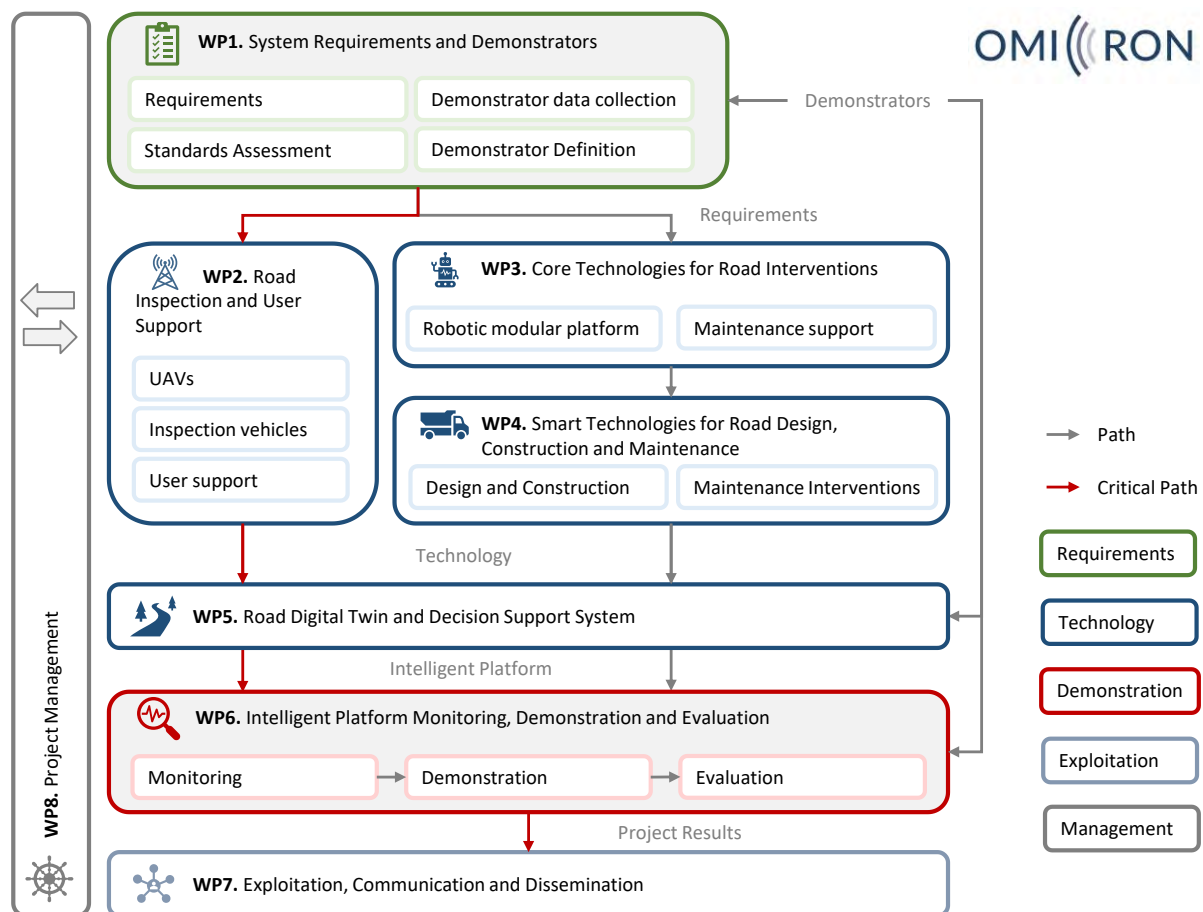 OMICRON
WP1. System Requirements and Demonstrators
Requirements
Demonstrator data collection
Standards Assessment
Demonstrator Definition
Demonstrators
Requirements
WP2. Road
Inspection and User
Support
UAVs
Inspection vehicles
User support
WP3. Core Technologies for Road Interventions
Robotic modular platform
Maintenance support
WP4. Smart Technologies for Road Design,
Construction and Maintenance
Design and Construction
Maintenance Interventions
Technology
WP5. Road Digital Twin and Decision Support System
Intelligent Platform
WP6. Intelligent Platform Monitoring, Demonstration and Evaluation
Monitoring
Demonstration
Evaluation
Project Results
WP7. Exploitation, Communication and Dissemination
WP8. Project Management
Path
Critical Path
Requirements
Technology
Demonstration
Exploitation
Management